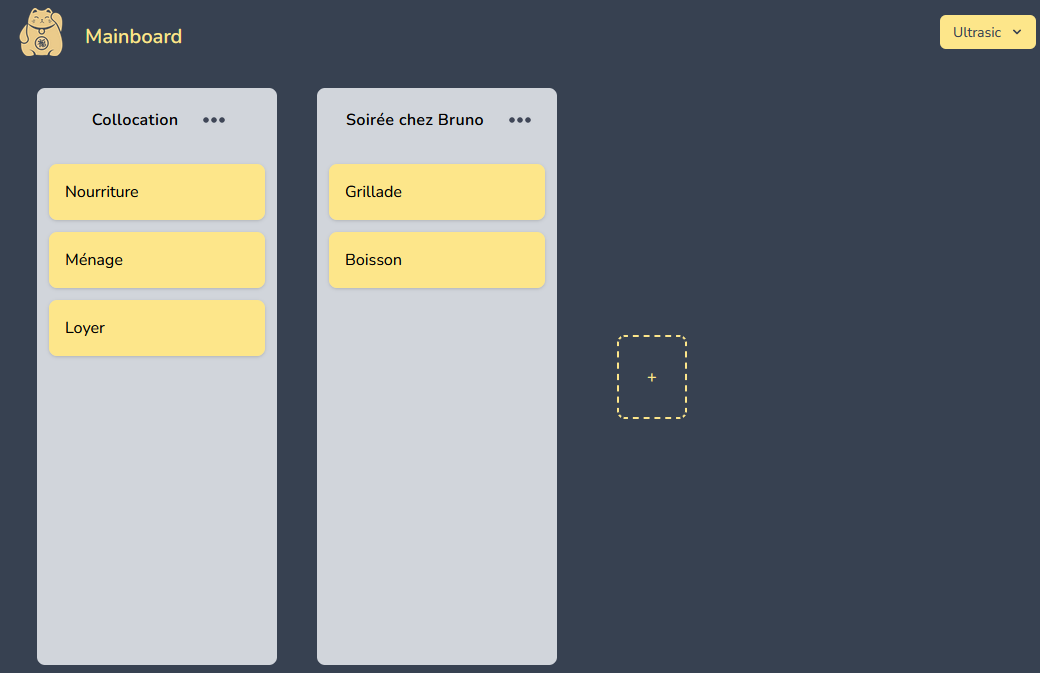 Mainboard
Ultrasic
Collocation
Nourriture
Ménage
Loyer
Soirée chez Bruno
Grillade
Boisson
+